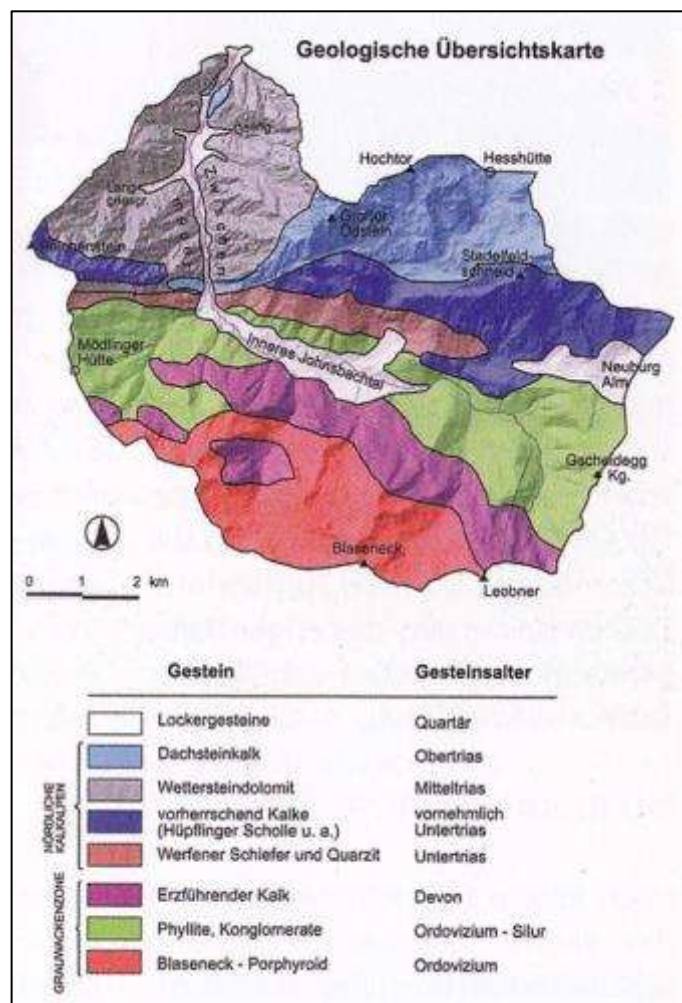 Geologische Übersichtskarte
Hochtor
Hesshütte
Großer
Ödstein
Stadelfeld-
schneid
Zwischen
Mödlinger-
Hütte
Inneres Johnsbachtal
Neuburg
Alm
Gscheidegg
Kg.
Blaseneck
Leobner
0 1 2 km
Gestein Gesteinsalter
Lockergesteine Quartär
NÖRDLICHE
KALKALPEN
Dachsteinkalk Obertrias
Wettersteindolomit Mitteltrias
vorherrschend Kalke vornehmlich
(Hüpflinger Scholle u. a.) Untertrias
Werfener Schiefer und Quarzit Untertrias
GRAUWACKENZONE
Erzführender Kalk Devon
Phyllite, Konglomerate Ordovizium - Silur
Blaseneck - Porphyroid Ordovizium